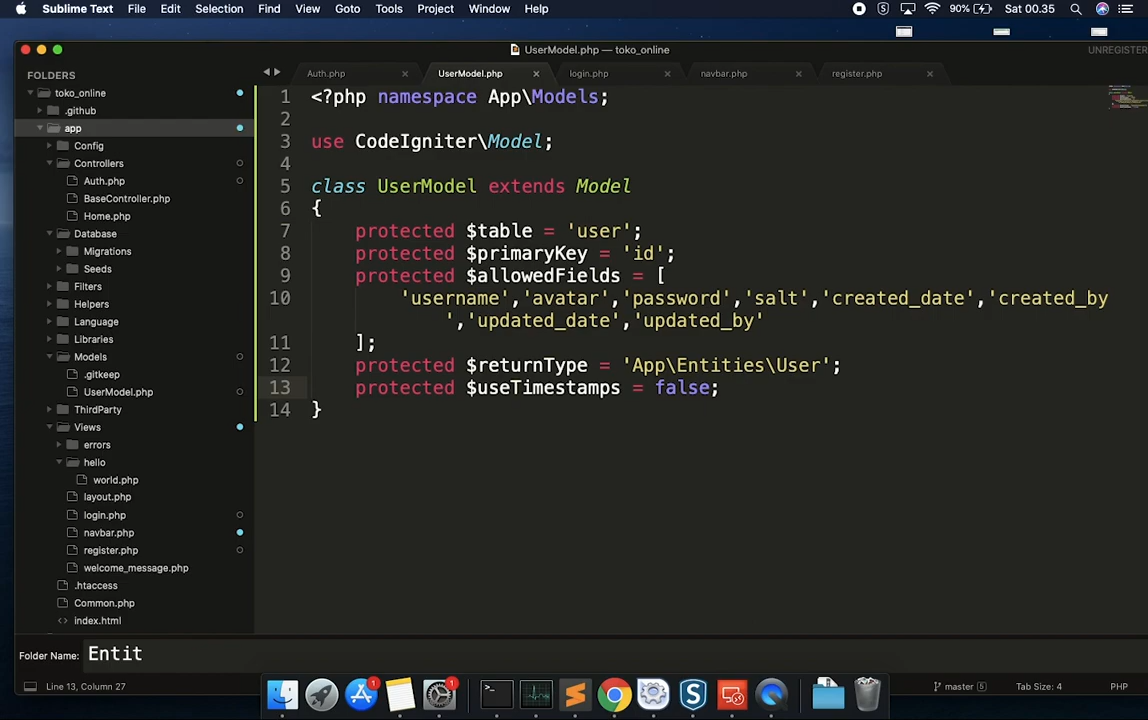 Sublime Text File Edit Selection Find View Goto Tools Project Window Help 90% Sat 00.35
UserModel.php — toko_online UNREGISTER
FOLDERS
toko_online
.github
app
Config
Controllers
Auth.php
BaseController.php
Home.php
Database
Migrations
Seeds
Filters
Helpers
Language
Libraries
Models
.gitkeep
UserModel.php
ThirdParty
Views
errors
hello
world.php
layout.php
login.php
navbar.php
register.php
welcome_message.php
.htaccess
Common.php
index.html
Auth.php UserModel.php login.php navbar.php register.php
1 <?php namespace App\Models;
2
3 use CodeIgniter\Model;
4
5 class UserModel extends Model
6 {
7 protected $table = 'user';
8 protected $primaryKey = 'id';
9 protected $allowedFields = [
10 'username','avatar','password','salt','created_date','created_by
','updated_date','updated_by'
11 ];
12 protected $returnType = 'App\Entities\User';
13 protected $useTimestamps = false;
14 }
Folder Name: Entit
Line 13, Column 27 master 5 Tab Size: 4 PHP
1 1